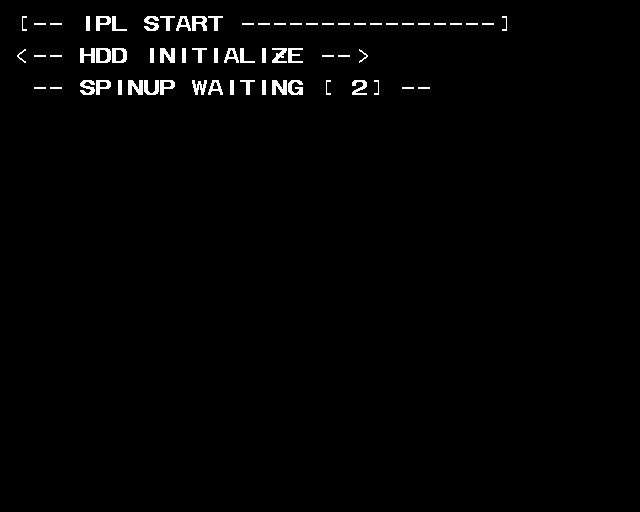 [-- IPL START ----------------]
<-- HDD INITIALIZE -->
-- SPINUP WAITING [ 2] --